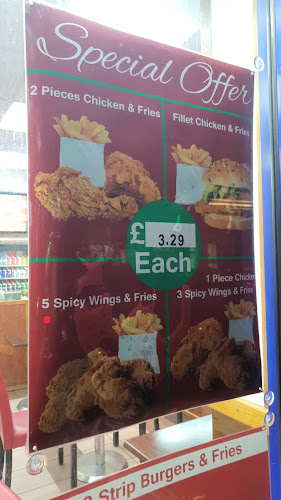 Special Offer
2 Pieces Chicken & Fries
Fillet Chicken & Fries
£ 3.29
Each
5 Spicy Wings & Fries
1 Piece Chicken
3 Spicy Wings & Fries
Strip Burgers & Fries